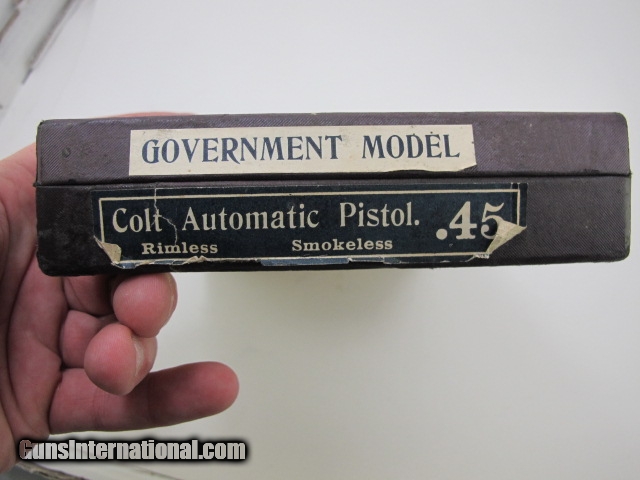 GOVERNMENT MODEL
Colt Automatic Pistol. .45
Rimless Smokeless
GunsInternational.com